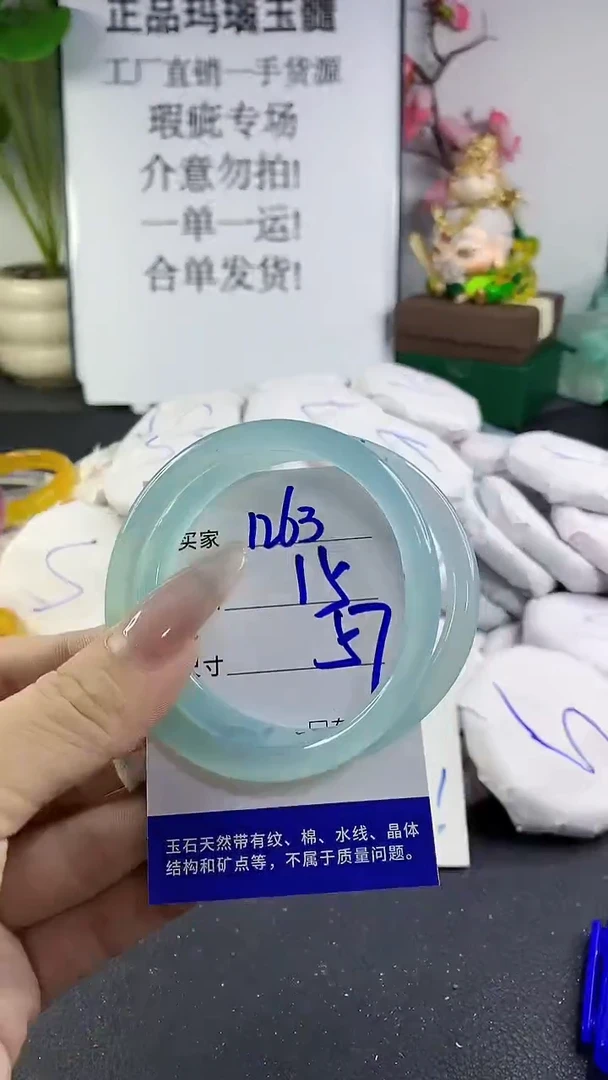 正品玛瑙玉髓
工厂直销一手货源
瑕疵专场
介意勿拍!
一单一运!
合单发货!
买家 1263
15
寸 57
玉石天然带有纹、棉、水线、晶体
结构和矿点等，不属于质量问题。